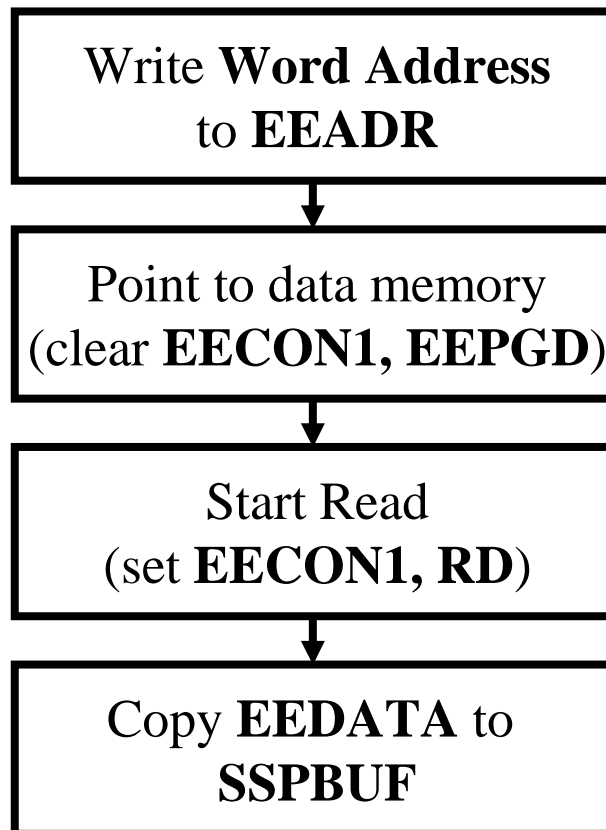 Write Word Address
to EEADR
Point to data memory
(clear EECON1, EEPGD)
Start Read
(set EECON1, RD)
Copy EEDATA to
SSPBUF